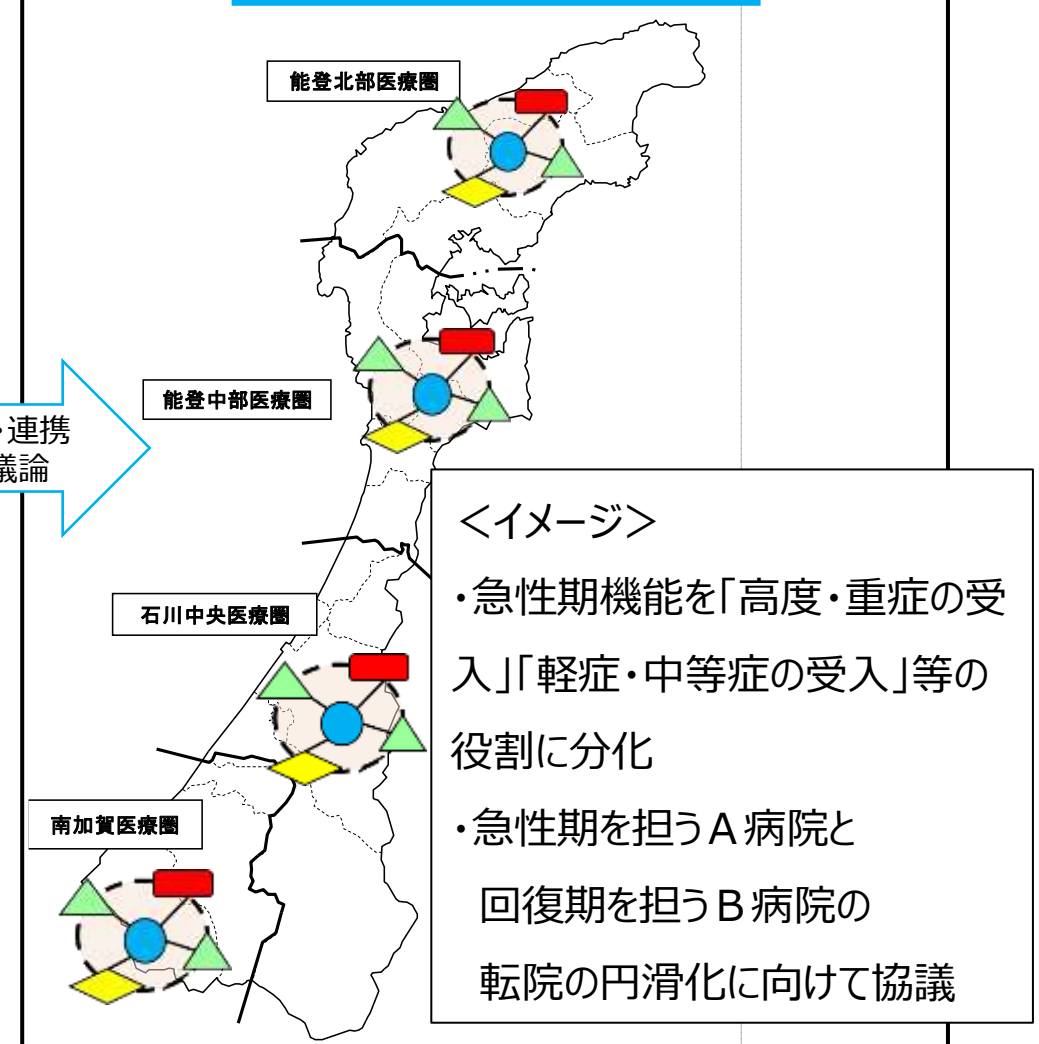 能登北部医療圏
能登中部医療圏
・連携
議論
石川中央医療圏
南加賀医療圏
＜イメージ＞
・急性期機能を「高度・重症の受
入」「軽症・中等症の受入」等の
役割に分化
・急性期を担うＡ病院と
回復期を担うＢ病院の
転院の円滑化に向けて協議